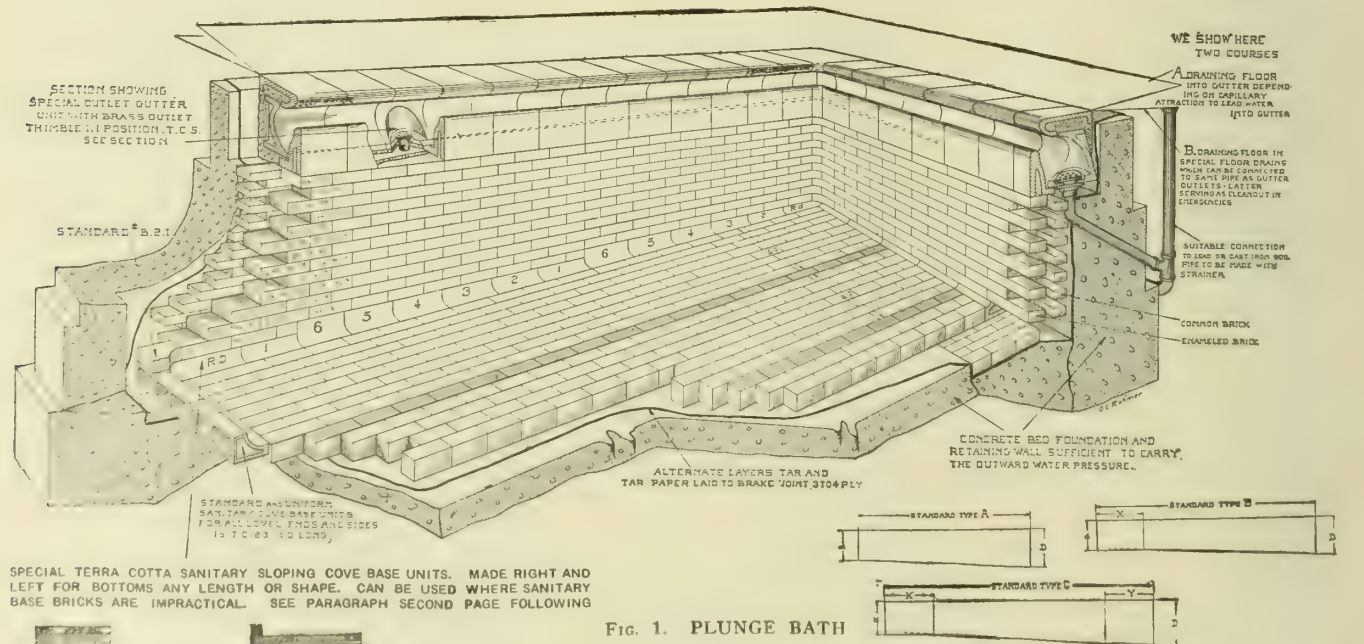 SECTION SHOWING
SPECIAL OUTLET GUTTER
UNIT WITH BRASS OUTLET
THIMBLE IN POSITION. T.C.S.
SEE SECTION
STANDARD # B.2.1.
WE SHOW HERE
TWO COURSES
A. DRAINING FLOOR
INTO GUTTER DEPEND-
ING ON CAPILLARY
ATTRACTION TO LEAD WATER
INTO GUTTER
B. DRAINING FLOOR IN
SPECIAL FLOOR DRAINS
WHICH CAN BE CONNECTED
TO SAME PIPE AS GUTTER
OUTLETS - LATTER
SERVING AS CLEANOUT IN
EMERGENCIES
SUITABLE CONNECTION
TO LEAD OR CAST IRON SOIL
PIPE TO BE MADE WITH
STRAINER
COMMON BRICK
ENAMELED BRICK
RD 1 6 5 4 3 2 1 6 5 4 3 2 RD
CONCRETE BED FOUNDATION AND
RETAINING WALL SUFFICIENT TO CARRY
THE OUTWARD WATER PRESSURE.
ALTERNATE LAYERS TAR AND
TAR PAPER LAID TO BRAKE JOINT, 3 TO 4 PLY
STANDARD AND UNIFORM
SANITARY COVE BASE UNITS
FOR ALL LEVEL ENDS AND SIDES
LONG
SPECIAL TERRA COTTA SANITARY SLOPING COVE BASE UNITS. MADE RIGHT AND
LEFT FOR BOTTOMS ANY LENGTH OR SHAPE. CAN BE USED WHERE SANITARY
BASE BRICKS ARE IMPRACTICAL. SEE PARAGRAPH SECOND PAGE FOLLOWING
STANDARD TYPE A
D
STANDARD TYPE B
X
D
STANDARD TYPE C
X Y
D
FIG. 1. PLUNGE BATH